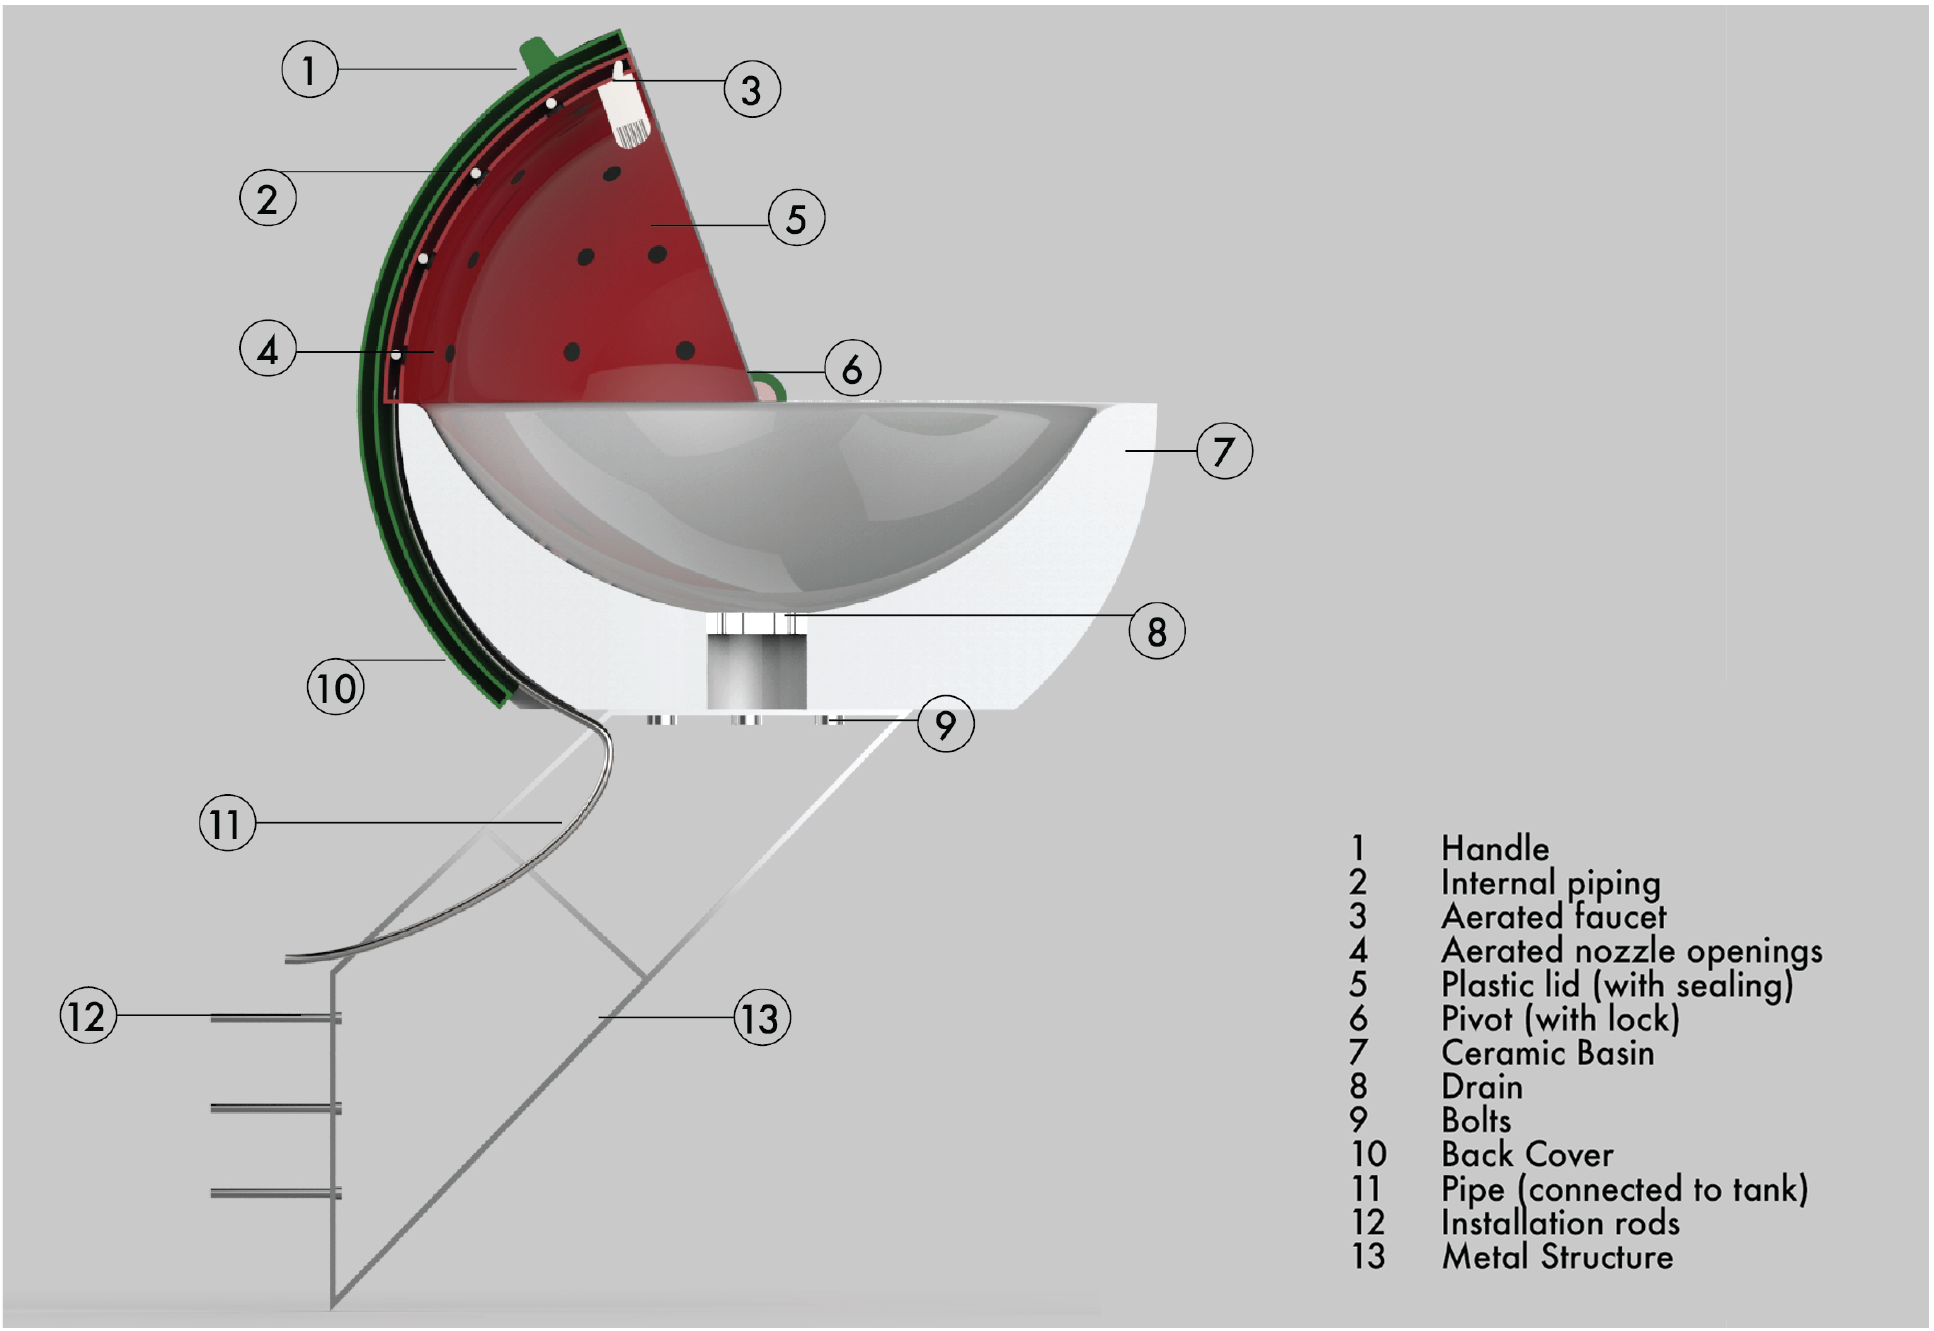 1
3
2
5
4
6
7
8
10
9
11
12
13
1 Handle
2 Internal piping
3 Aerated faucet
4 Aerated nozzle openings
5 Plastic lid (with sealing)
6 Pivot (with lock)
7 Ceramic Basin
8 Drain
9 Bolts
10 Back Cover
11 Pipe (connected to tank)
12 Installation rods
13 Metal Structure